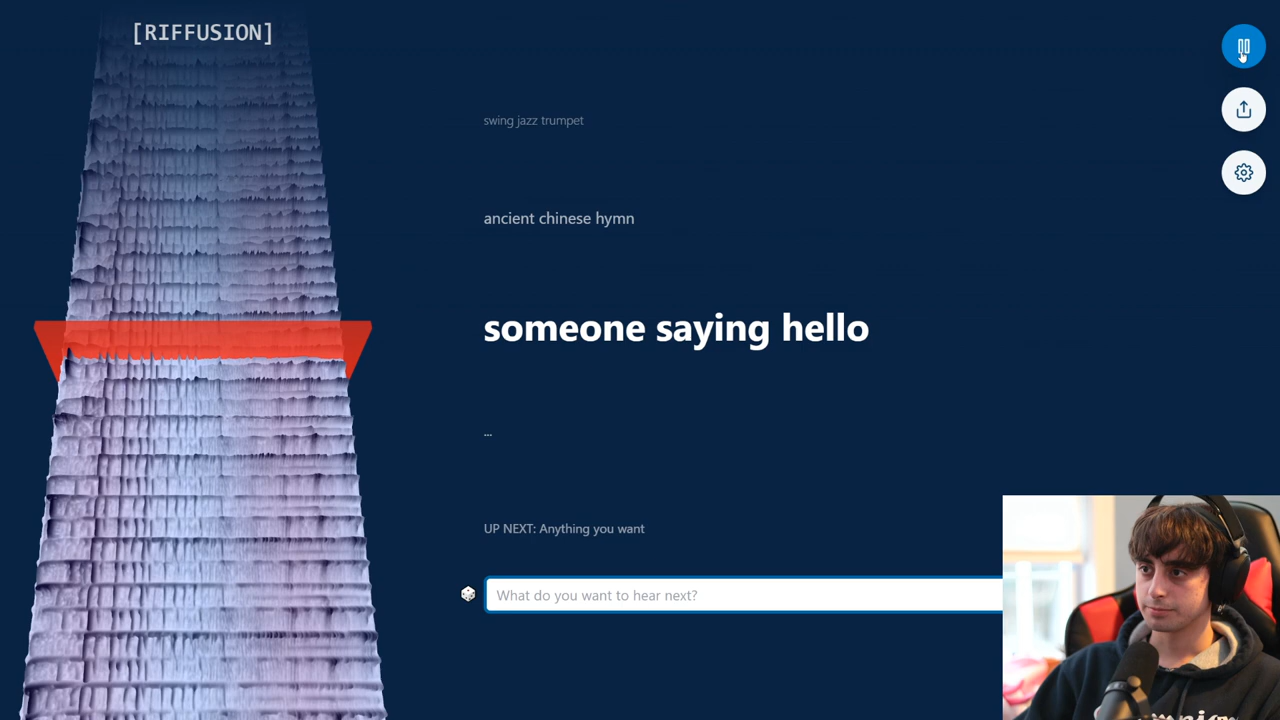 [RIFFUSION]
swing jazz trumpet
ancient chinese hymn
someone saying hello
...
UP NEXT: Anything you want
What do you want to hear next?